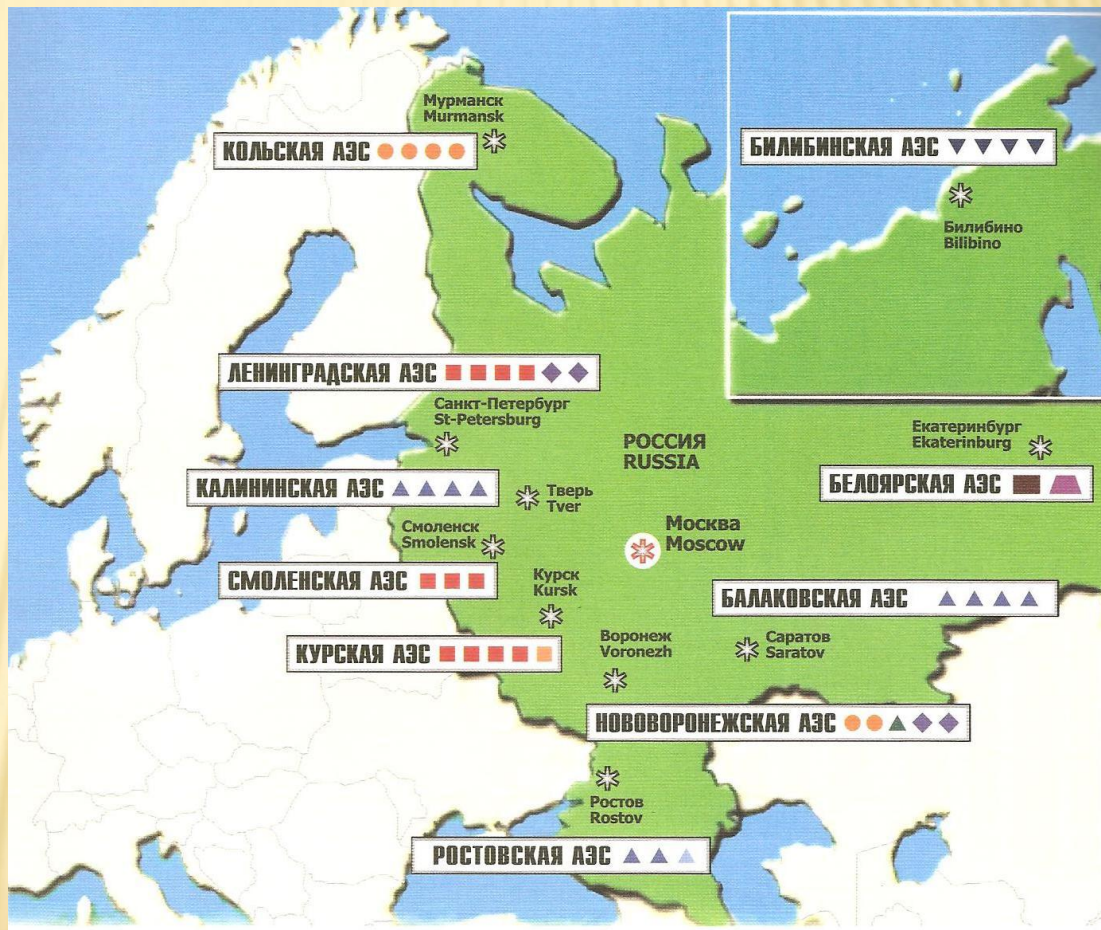 Мурманск
Murmansk
КОЛЬСКАЯ АЭС
БИЛИБИНСКАЯ АЭС
Билибино
Bilibino
ЛЕНИНГРАДСКАЯ АЭС
Санкт-Петербург
St-Petersburg
РОССИЯ
RUSSIA
Екатеринбург
Ekaterinburg
КАЛИНИНСКАЯ АЭС
Тверь
Tver
БЕЛОЯРСКАЯ АЭС
Смоленск
Smolensk
Москва
Moscow
СМОЛЕНСКАЯ АЭС
Курск
Kursk
БАЛАКОВСКАЯ АЭС
КУРСКАЯ АЭС
Воронеж
Voronezh
Саратов
Saratov
НОВОВОРОНЕЖСКАЯ АЭС
Ростов
Rostov
РОСТОВСКАЯ АЭС